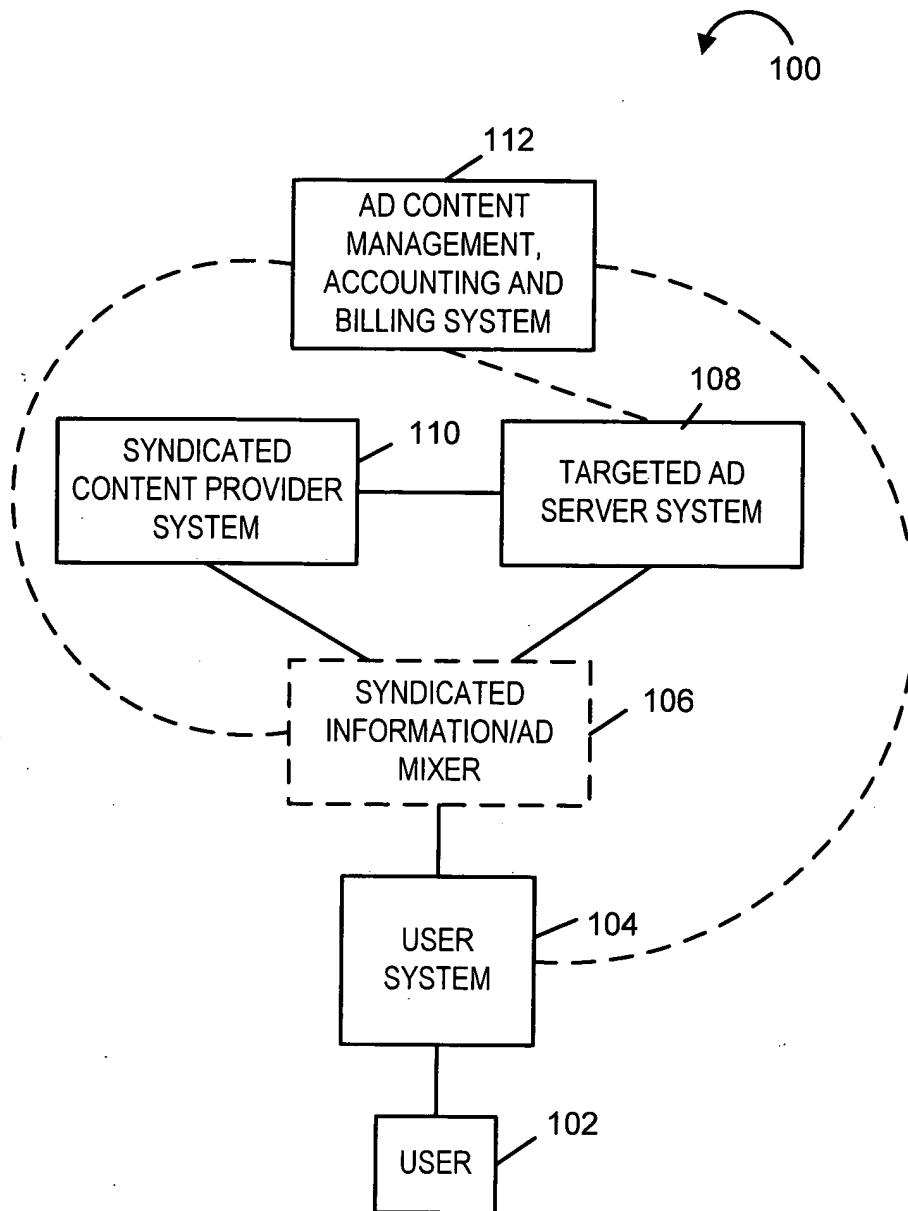 100
112
AD CONTENT
MANAGEMENT,
ACCOUNTING AND
BILLING SYSTEM
108
110
SYNDICATED
CONTENT PROVIDER
SYSTEM
TARGETED AD
SERVER SYSTEM
SYNDICATED
INFORMATION/AD
MIXER
106
104
USER
SYSTEM
102
USER